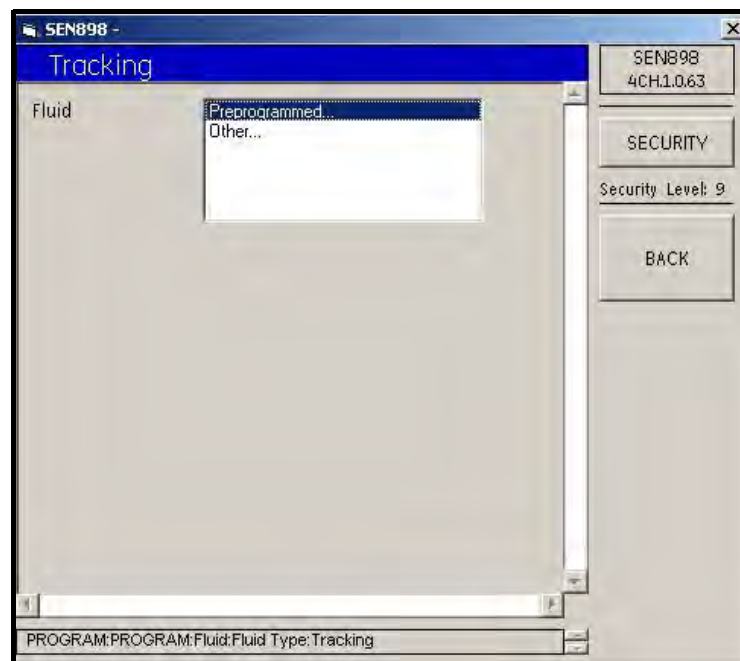 SEN898 -
Tracking
Fluid
Preprogrammed...
Other...
SEN898
4CH.1.0.63
SECURITY
Security Level: 9
BACK
PROGRAM:PROGRAM:Fluid:Fluid Type:Tracking